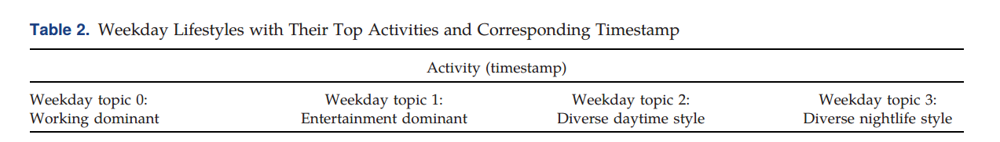 Table 2. Weekday Lifestyles with Their Top Activities and Corresponding Timestamp
Activity (timestamp)
Weekday topic 0: Weekday topic 1: Weekday topic 2: Weekday topic 3:
Working dominant Entertainment dominant Diverse daytime style Diverse nightlife style